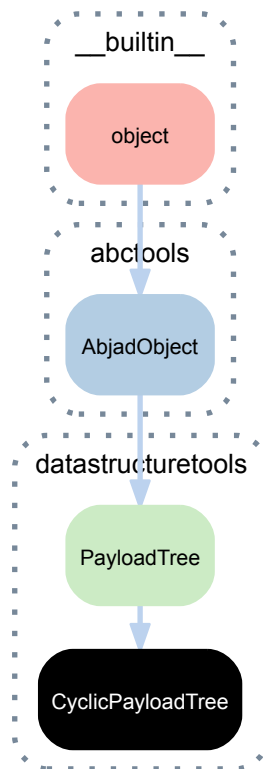 __builtin__
object
abctools
AbjadObject
datastructuretools
PayloadTree
CyclicPayloadTree